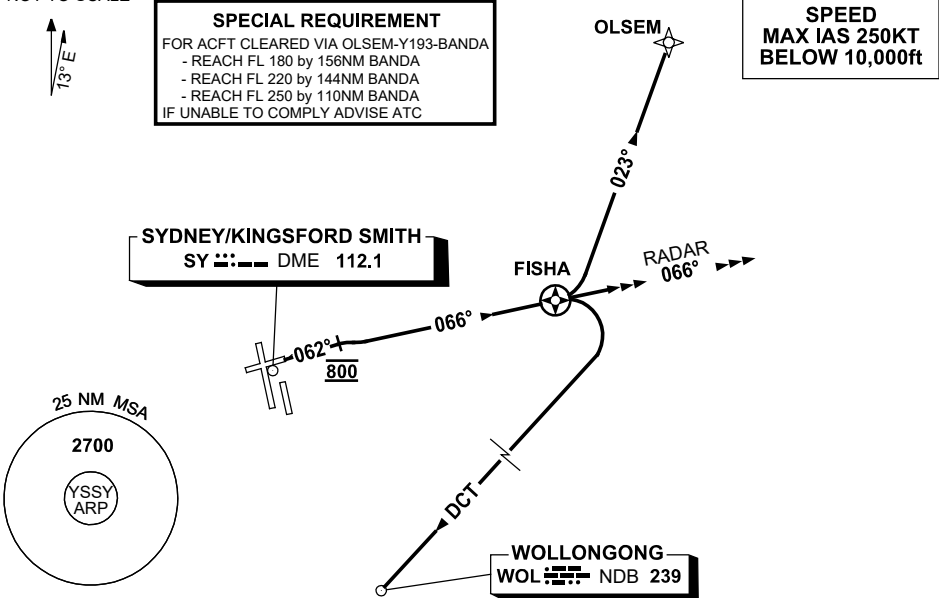 NOT TO SCALE
13° E
SPECIAL REQUIREMENT
FOR ACFT CLEARED VIA OLSEM-Y193-BANDA
- REACH FL 180 by 156NM BANDA
- REACH FL 220 by 144NM BANDA
- REACH FL 250 by 110NM BANDA
IF UNABLE TO COMPLY ADVISE ATC
OLSEM
SPEED
MAX IAS 250KT
BELOW 10,000ft
023°
SYDNEY/KINGSFORD SMITH
SY DME 112.1
FISHA
RADAR
066°
066°
062°
800
25 NM MSA
2700
YSSY
ARP
DCT
WOLLONGONG
WOL NDB 239